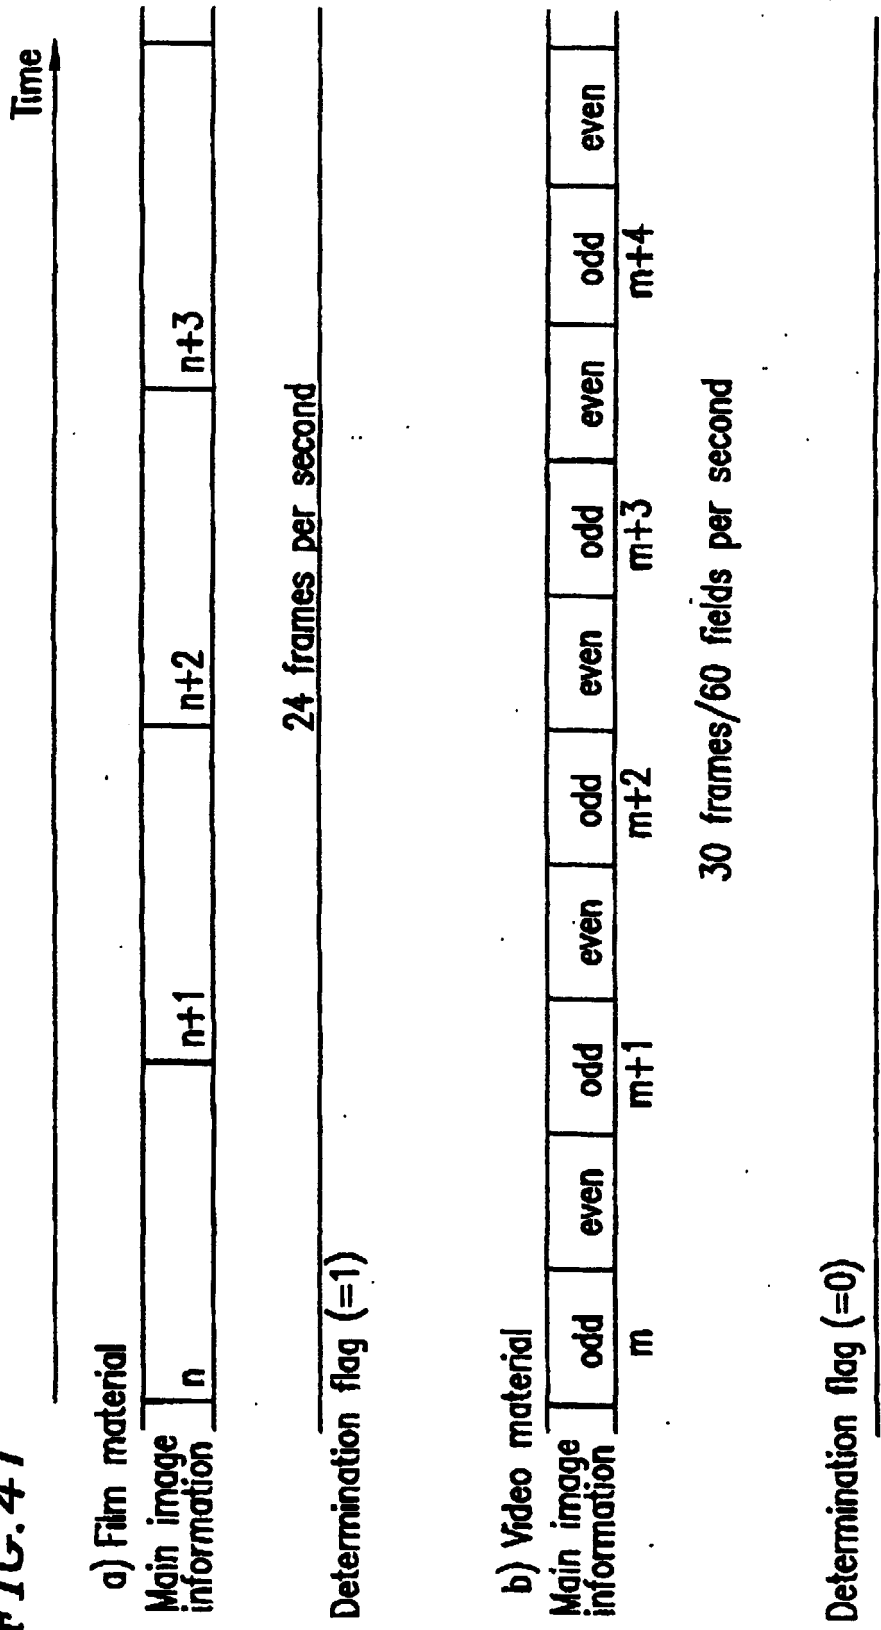 FIG. 47
Time
a) Film material
Main image
information
n
n+1
n+2
n+3
24 frames per second
Determination flag (=1)
b) Video material
Main image
information
odd even odd even odd even odd even odd even
m m+1 m+2 m+3 m+4
30 frames/60 fields per second
Determination flag (=0)